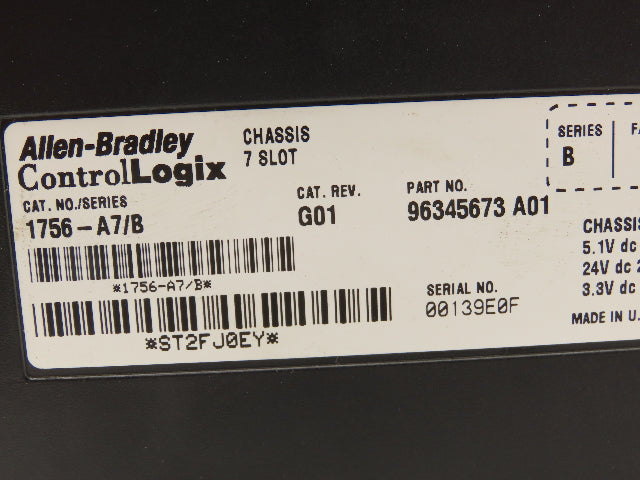 Allen-Bradley
ControlLogix
CHASSIS
7 SLOT
CAT. NO./SERIES
1756-A7/B
CAT. REV.
G01
PART NO.
96345673 A01
SERIES
B
*1756-A7/B*
*ST2FJ0EY*
SERIAL NO.
00139E0F
CHASSIS
5.1V dc
24V dc 2
3.3V dc
MADE IN U.